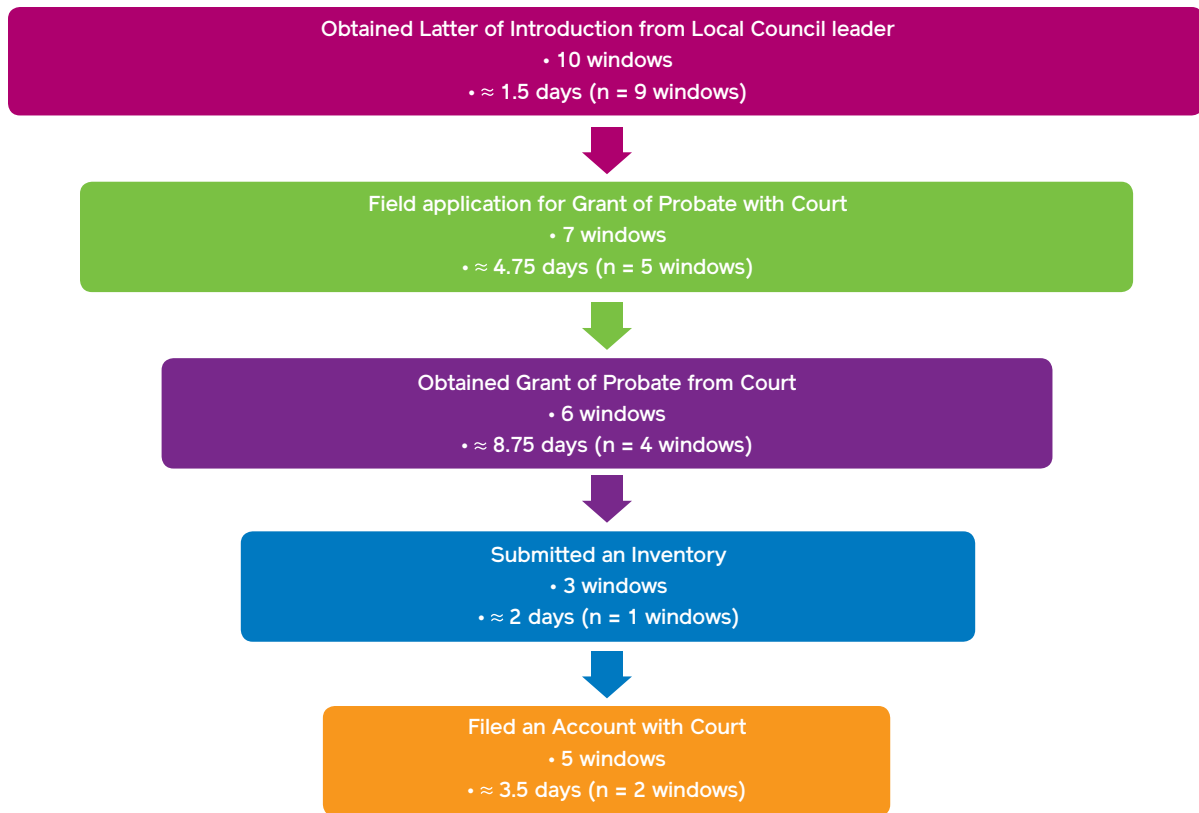 Obtained Latter of Introduction from Local Council leader
• 10 windows
• ≈ 1.5 days (n = 9 windows)
Field application for Grant of Probate with Court
• 7 windows
• ≈ 4.75 days (n = 5 windows)
Obtained Grant of Probate from Court
• 6 windows
• ≈ 8.75 days (n = 4 windows)
Submitted an Inventory
• 3 windows
• ≈ 2 days (n = 1 windows)
Filed an Account with Court
• 5 windows
• ≈ 3.5 days (n = 2 windows)